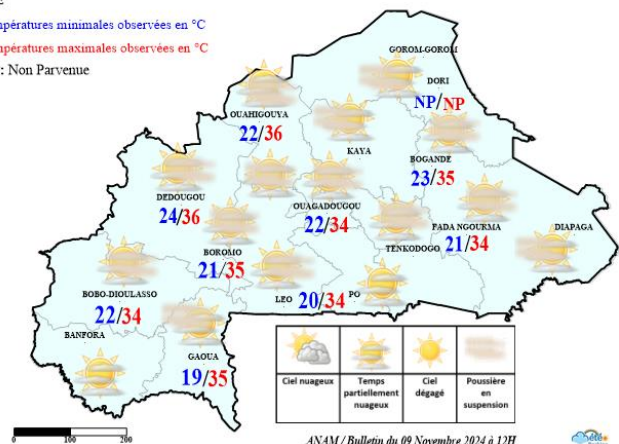 températures minimales observées en °C
températures maximales observées en °C
: Non Parvenue
GOROM-GOROM
DORI
NP/NP
OUAHIGOUYA
22/36
KAYA
BOGANDE
23/35
DEDOUGOU
24/36
OUAGADOUGOU
22/34
FADA NGOURMA
21/34
DIAPAGA
TENKODOGO
BOROMO
21/35
BOBO-DIOULASSO
22/34
LEO
20/34
PO
BANFORA
GAOUA
19/35
Ciel nuageux
Temps
partiellement
nuageux
Ciel
dégagé
Poussière
en
suspension
0 100 200
ANAM / Bulletin du 09 Novembre 2024 à 12H